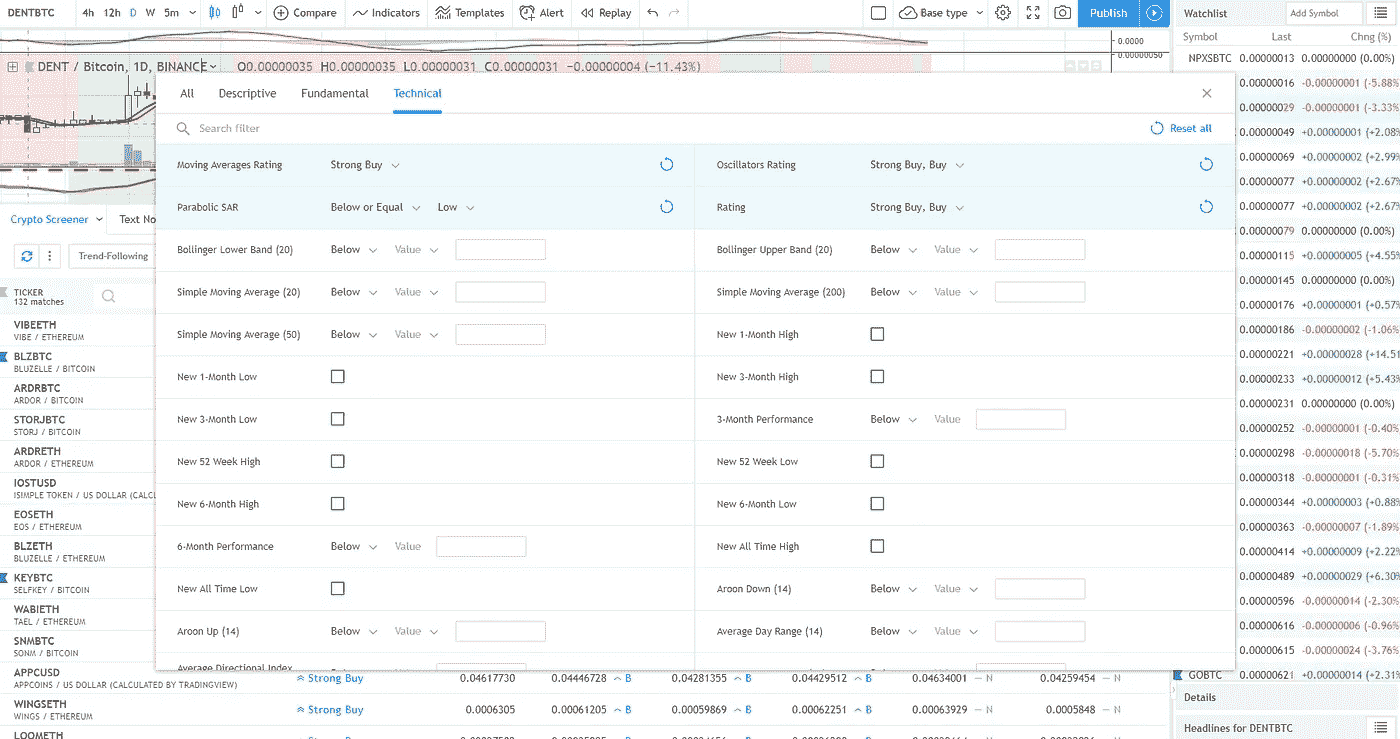 DENTBTC 4h 12h D W 5m Compare Indicators Templates Alert Replay Base type Publish
Watchlist Add Symbol
Symbol Last Chng (%)
0.0000
0.00000050
DENT / Bitcoin, 1D, BINANCE O0.00000035 H0.00000035 L0.00000031 C0.00000031 −0.00000004 (−11.43%)
NPXSBTC 0.00000013 0.00000000 (0.00%)
0.00000016 -0.00000001 (-5.88%
0.00000029 -0.00000001 (-3.33%
0.00000049 +0.00000001 (+2.08%
0.00000069 +0.00000002 (+2.99%
0.00000077 +0.00000002 (+2.67%
0.00000077 +0.00000002 (+2.67%
0.00000079 0.00000000 (0.00%)
0.00000115 +0.00000005 (+4.55%
0.00000145 0.00000000 (0.00%)
0.00000176 +0.00000001 (+0.57%
0.00000186 -0.00000002 (-1.06%
0.00000221 +0.00000028 (+14.51
0.00000233 +0.00000012 (+5.43%
0.00000231 0.00000000 (0.00%)
0.00000252 -0.00000001 (-0.40%
0.00000298 -0.00000018 (-5.70%
0.00000318 -0.00000001 (-0.31%
0.00000344 +0.00000003 (+0.88%
0.00000363 -0.00000007 (-1.89%
0.00000414 +0.00000009 (+2.22%
0.00000489 +0.00000029 (+6.30%
0.00000596 -0.00000014 (-2.30%
0.00000616 -0.00000006 (-0.96%
0.00000615 -0.00000024 (-3.76%
GOBTC 0.00000621 +0.00000014 (+2.31%
Details
Headlines for DENTBTC
All Descriptive Fundamental Technical
Search filter Reset all
Moving Averages Rating Strong Buy Oscillators Rating Strong Buy, Buy
Parabolic SAR Below or Equal Low Rating Strong Buy, Buy
Bollinger Lower Band (20) Below Value Bollinger Upper Band (20) Below Value
Simple Moving Average (20) Below Value Simple Moving Average (200) Below Value
Simple Moving Average (50) Below Value New 1-Month High
New 1-Month Low New 3-Month High
New 3-Month Low 3-Month Performance Below Value
New 52 Week High New 52 Week Low
New 6-Month High New 6-Month Low
6-Month Performance Below Value New All Time High
New All Time Low Aroon Down (14) Below Value
Aroon Up (14) Below Value Average Day Range (14) Below Value
Average Directional Index
Crypto Screener Text No
Trend-Following
TICKER
132 matches
VIBEETH
VIBE / ETHEREUM
BLZBTC
BLUZELLE / BITCOIN
ARDRBTC
ARDOR / BITCOIN
STORJBTC
STORJ / BITCOIN
ARDRETH
ARDOR / ETHEREUM
IOSTUSD
ISIMPLE TOKEN / US DOLLAR (CALC
EOSETH
EOS / ETHEREUM
BLZETH
BLUZELLE / ETHEREUM
KEYBTC
SELFKEY / BITCOIN
WABIETH
TAEL / ETHEREUM
SNMBTC
SONM / BITCOIN
APPCUSD
APPCOINS / US DOLLAR (CALCULATED BY TRADINGVIEW)
Strong Buy 0.04617730 0.04446728 B 0.04281355 B 0.04429512 B 0.04634001 N 0.04259454 N
WINGSETH
WINGS / ETHEREUM
Strong Buy 0.0006305 0.00061205 B 0.00059869 B 0.00062251 B 0.00063929 N 0.0005848 N
LOOMETH